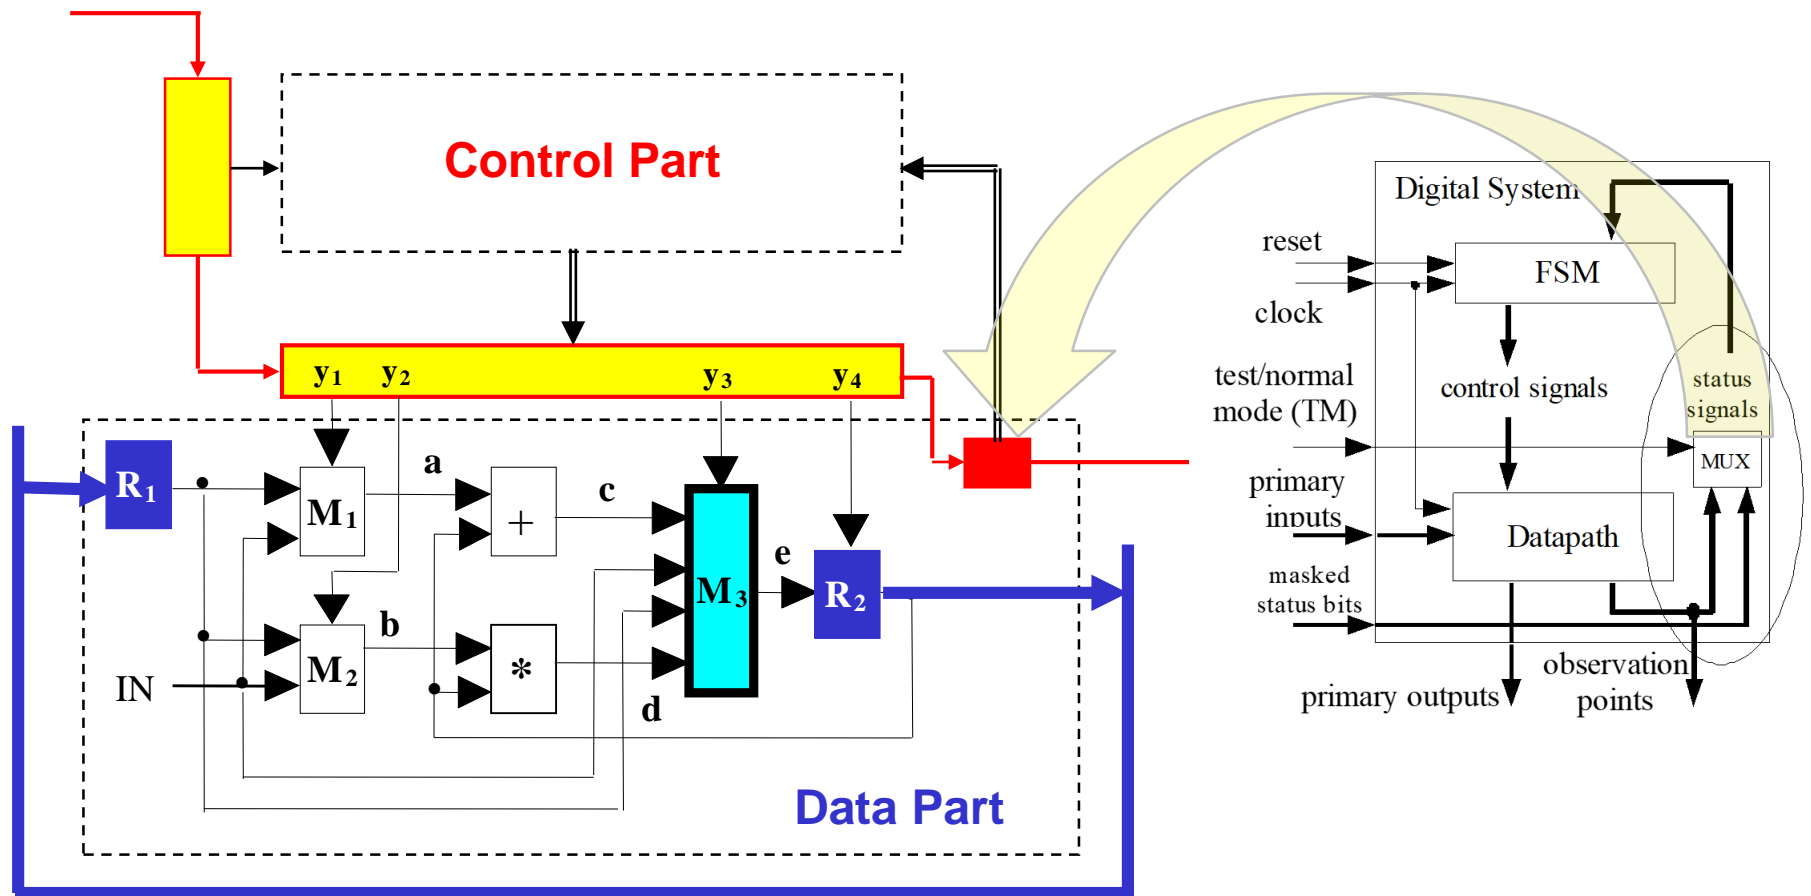 Control Part
y1 y2 y3 y4
R1
M1
a
+
c
M2
b
*
d
M3
e
R2
IN
Data Part
Digital System
reset
FSM
clock
test/normal
mode (TM)
control signals
status
signals
MUX
primary
inputs
Datapath
masked
status bits
primary outputs
observation
points